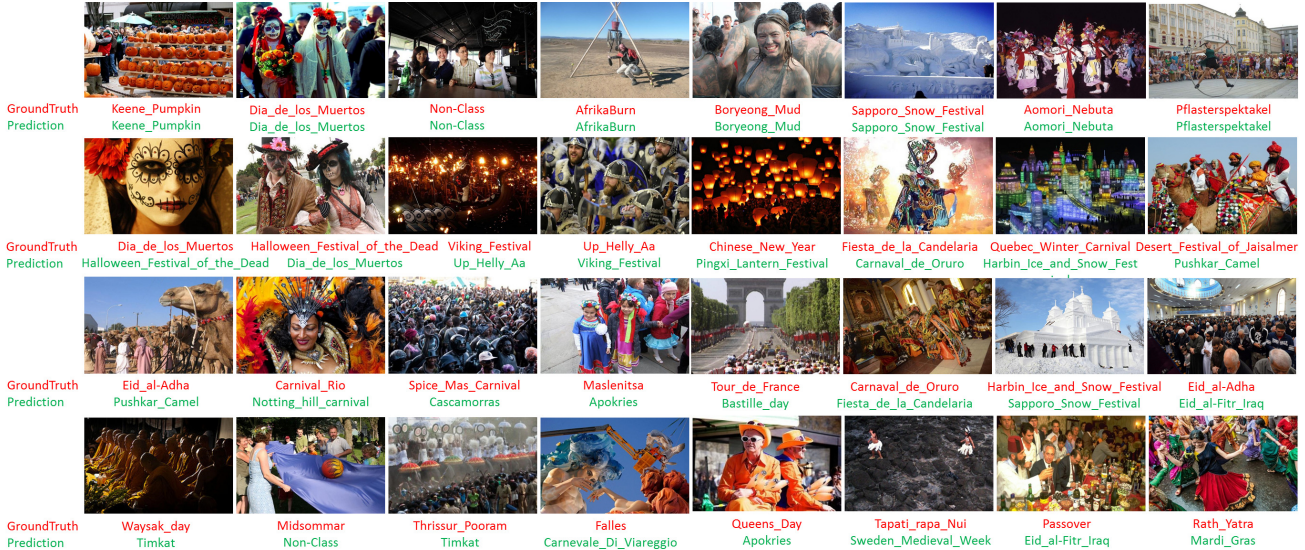 GroundTruth Keene_Pumpkin Dia_de_los_Muertos Non-Class AfrikaBurn Boryeong_Mud Sapporo_Snow_Festival Aomori_Nebuta Pflasterspektakel
Prediction Keene_Pumpkin Dia_de_los_Muertos Non-Class AfrikaBurn Boryeong_Mud Sapporo_Snow_Festival Aomori_Nebuta Pflasterspektakel
GroundTruth Dia_de_los_Muertos Halloween_Festival_of_the_Dead Viking_Festival Up_Helly_Aa Chinese_New_Year Fiesta_de_la_Candelaria Quebec_Winter_Carnival Desert_Festival_of_Jaisalmer
Prediction Halloween_Festival_of_the_Dead Dia_de_los_Muertos Up_Helly_Aa Viking_Festival Pingxi_Lantern_Festival Carnaval_de_Oruro Harbin_Ice_and_Snow_Fest Pushkar_Camel
GroundTruth Eid_al-Adha Carnival_Rio Spice_Mas_Carnival Maslenitsa Tour_de_France Carnaval_de_Oruro Harbin_Ice_and_Snow_Festival Eid_al-Adha
Prediction Pushkar_Camel Notting_hill_carnival Cascamorras Apokries Bastille_day Fiesta_de_la_Candelaria Sapporo_Snow_Festival Eid_al-Fitr_Iraq
GroundTruth Waysak_day Midsommar Thrissur_Pooram Falles Queens_Day Tapati_rapa_Nui Passover Rath_Yatra
Prediction Timkat Non-Class Timkat Carnevale_Di_Viareggio Apokries Sweden_Medieval_Week Eid_al-Fitr_Iraq Mardi_Gras